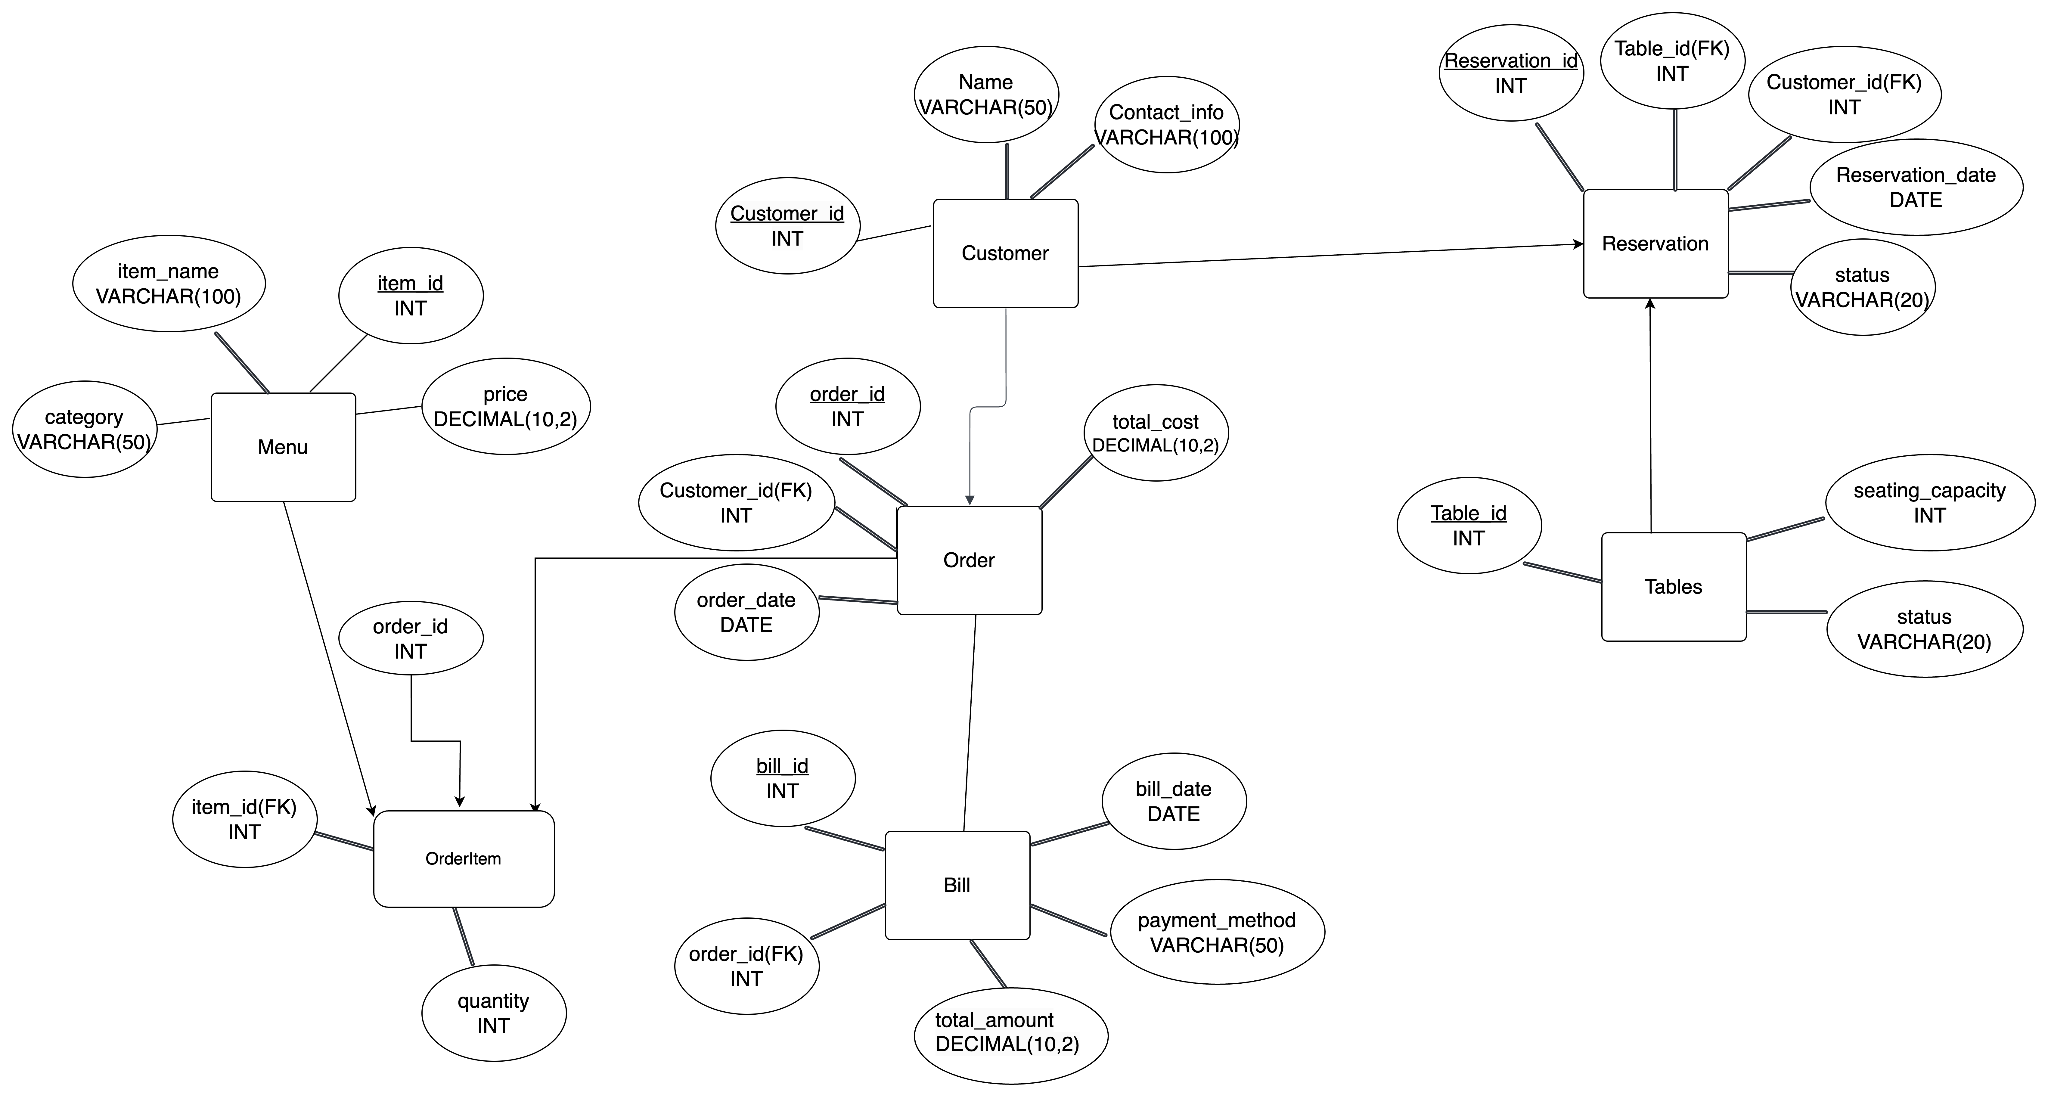 Name
VARCHAR(50)
Contact_info
VARCHAR(100)
Customer_id
INT
Customer
Reservation_id
INT
Table_id(FK)
INT
Customer_id(FK)
INT
Reservation_date
DATE
status
VARCHAR(20)
Reservation
item_name
VARCHAR(100)
item_id
INT
category
VARCHAR(50)
price
DECIMAL(10,2)
Menu
order_id
INT
total_cost
DECIMAL(10,2)
Customer_id(FK)
INT
order_date
DATE
Order
Table_id
INT
seating_capacity
INT
status
VARCHAR(20)
Tables
order_id
INT
item_id(FK)
INT
OrderItem
quantity
INT
bill_id
INT
bill_date
DATE
Bill
order_id(FK)
INT
payment_method
VARCHAR(50)
total_amount
DECIMAL(10,2)